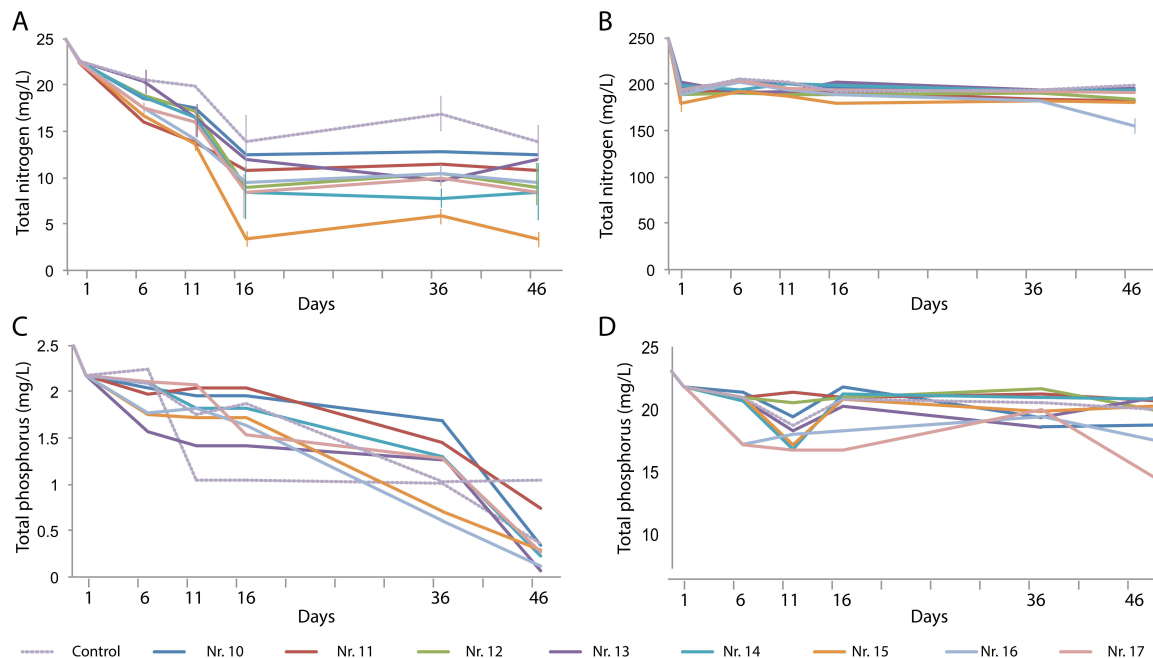 A
Total nitrogen (mg/L)
25
20
15
10
5
0
1 6 11 16 36 46
Days
B
Total nitrogen (mg/L)
250
200
150
200
50
0
1 6 11 16 36 46
Days
C
Total phosphorus (mg/L)
2.5
2
1.5
1
0.5
0
1 6 11 16 36 46
Days
D
Total phosphorus (mg/L)
25
20
15
10
1 6 11 16 36 46
Days
Control Nr. 10 Nr. 11 Nr. 12 Nr. 13 Nr. 14 Nr. 15 Nr. 16 Nr. 17